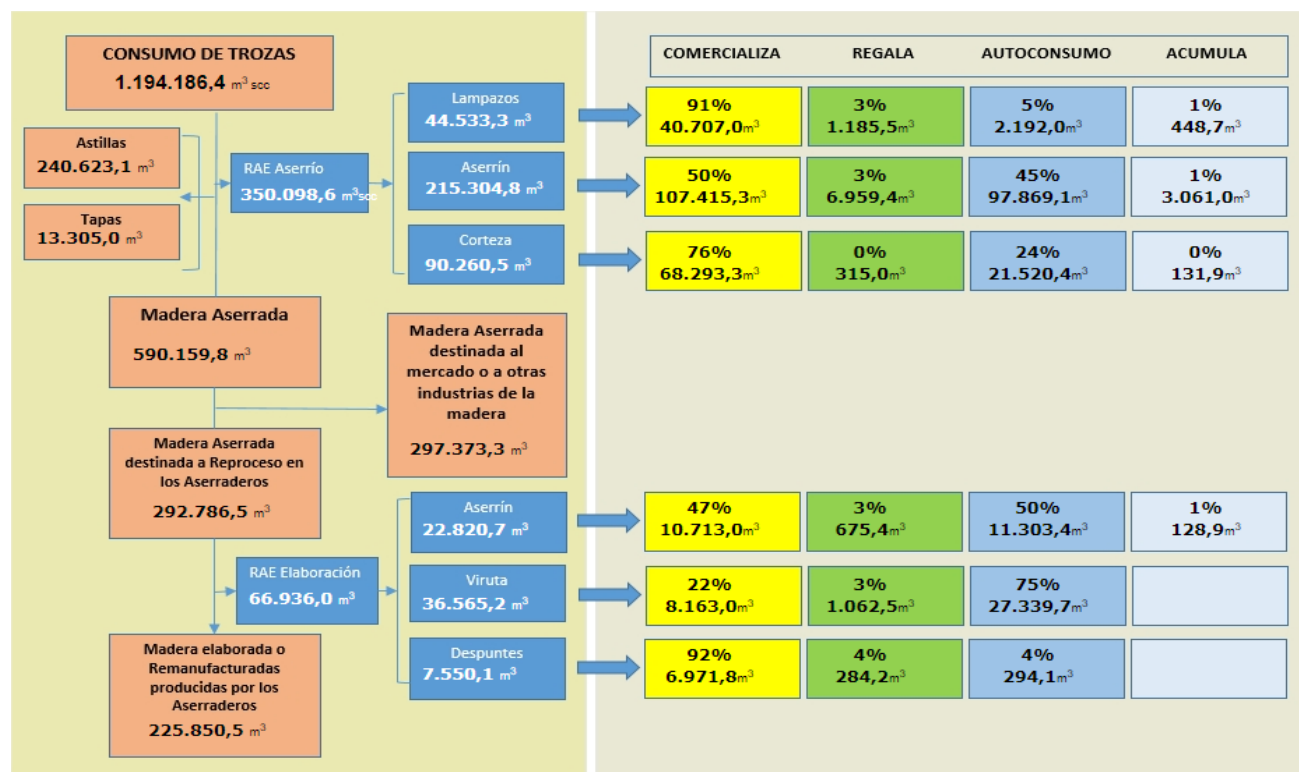 CONSUMO DE TROZAS
1.194.186,4 m³ scc
Astillas
240.623,1 m³
Tapas
13.305,0 m³
RAE Aserrío
350.098,6 m³scc
Lampazos
44.533,3 m³
Aserrín
215.304,8 m³
Corteza
90.260,5 m³
COMERCIALIZA REGALA AUTOCONSUMO ACUMULA
91% 3% 5% 1%
40.707,0m³ 1.185,5m³ 2.192,0m³ 448,7m³
50% 3% 45% 1%
107.415,3m³ 6.959,4m³ 97.869,1m³ 3.061,0m³
76% 0% 24% 0%
68.293,3m³ 315,0m³ 21.520,4m³ 131,9m³
Madera Aserrada
590.159,8 m³
Madera Aserrada
destinada al
mercado o a otras
industrias de la
madera
297.373,3 m³
Madera Aserrada
destinada a Reproceso en
los Aserraderos
292.786,5 m³
RAE Elaboración
66.936,0 m³
Aserrín
22.820,7 m³
Viruta
36.565,2 m³
Despuntes
7.550,1 m³
47% 3% 50% 1%
10.713,0m³ 675,4m³ 11.303,4m³ 128,9m³
22% 3% 75%
8.163,0m³ 1.062,5m³ 27.339,7m³
92% 4% 4%
6.971,8m³ 284,2m³ 294,1m³
Madera elaborada o
Remanufacturadas
producidas por los
Aserraderos
225.850,5 m³